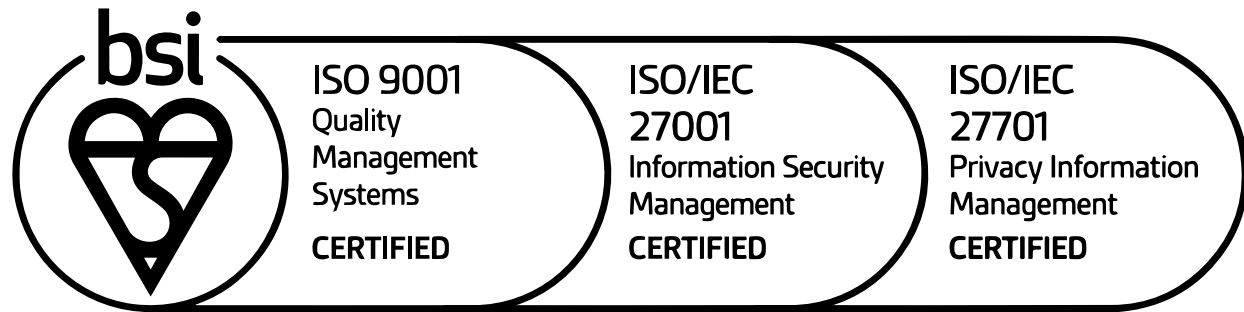 bsi
ISO 9001
Quality
Management
Systems
CERTIFIED
ISO/IEC
27001
Information Security
Management
CERTIFIED
ISO/IEC
27701
Privacy Information
Management
CERTIFIED